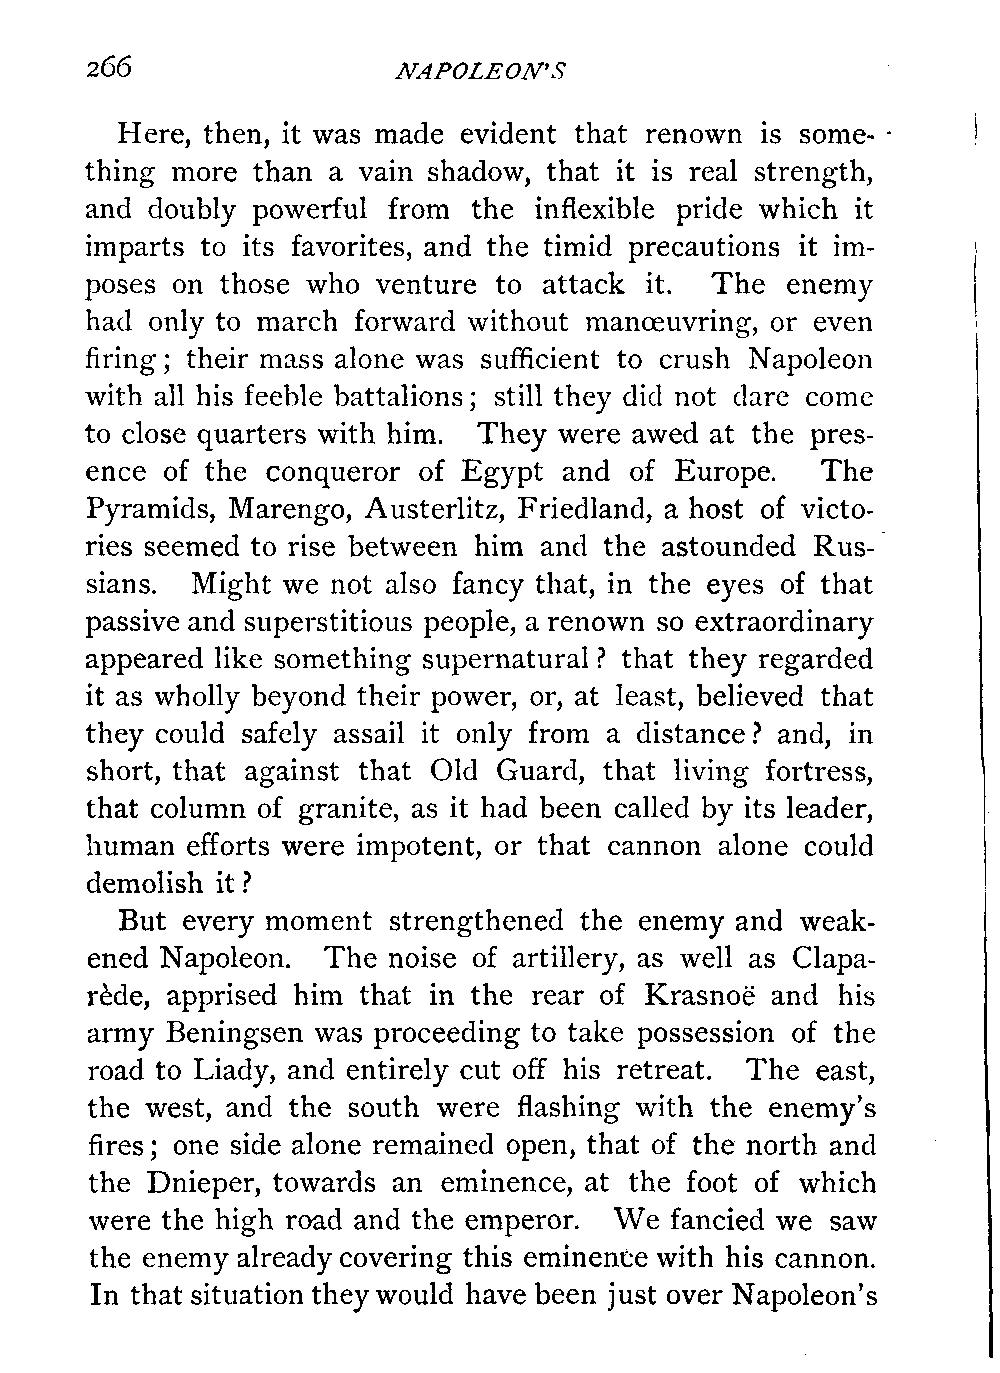 266 NAPOLEON'S
Here, then, it was made evident that renown is some-
thing more than a vain shadow, that it is real strength,
and doubly powerful from the inflexible pride which it
imparts to its favorites, and the timid precautions it im-
poses on those who venture to attack it. The enemy
had only to march forward without manœuvring, or even
firing; their mass alone was sufficient to crush Napoleon
with all his feeble battalions; still they did not dare come
to close quarters with him. They were awed at the pres-
ence of the conqueror of Egypt and of Europe. The
Pyramids, Marengo, Austerlitz, Friedland, a host of victo-
ries seemed to rise between him and the astounded Rus-
sians. Might we not also fancy that, in the eyes of that
passive and superstitious people, a renown so extraordinary
appeared like something supernatural? that they regarded
it as wholly beyond their power, or, at least, believed that
they could safely assail it only from a distance? and, in
short, that against that Old Guard, that living fortress,
that column of granite, as it had been called by its leader,
human efforts were impotent, or that cannon alone could
demolish it?
But every moment strengthened the enemy and weak-
ened Napoleon. The noise of artillery, as well as Clapa-
rède, apprised him that in the rear of Krasnoë and his
army Beningsen was proceeding to take possession of the
road to Liady, and entirely cut off his retreat. The east,
the west, and the south were flashing with the enemy's
fires; one side alone remained open, that of the north and
the Dnieper, towards an eminence, at the foot of which
were the high road and the emperor. We fancied we saw
the enemy already covering this eminence with his cannon.
In that situation they would have been just over Napoleon's